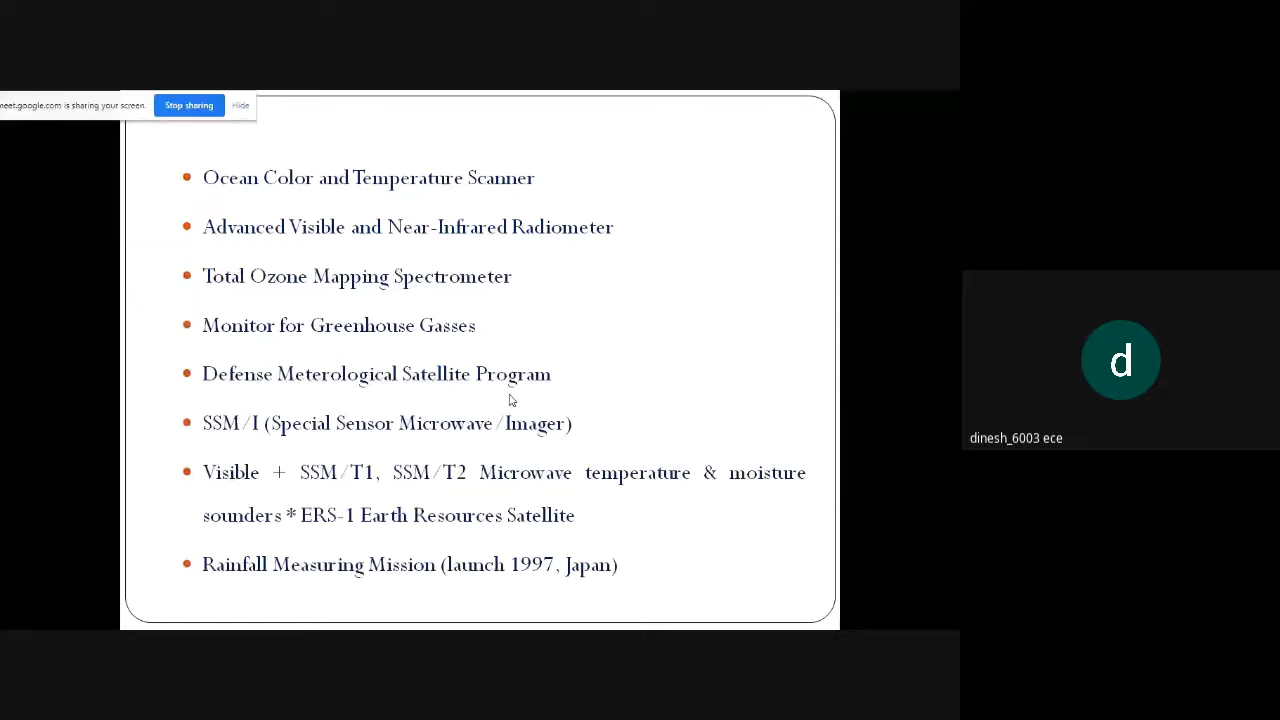 meet.google.com is sharing your screen. Stop sharing Hide
Ocean Color and Temperature Scanner
Advanced Visible and Near-Infrared Radiometer
Total Ozone Mapping Spectrometer
Monitor for Greenhouse Gasses
Defense Meterological Satellite Program
SSM/I (Special Sensor Microwave/Imager)
Visible + SSM/T1, SSM/T2 Microwave temperature & moisture
sounders * ERS-1 Earth Resources Satellite
Rainfall Measuring Mission (launch 1997, Japan)
d
dinesh_6003 ece